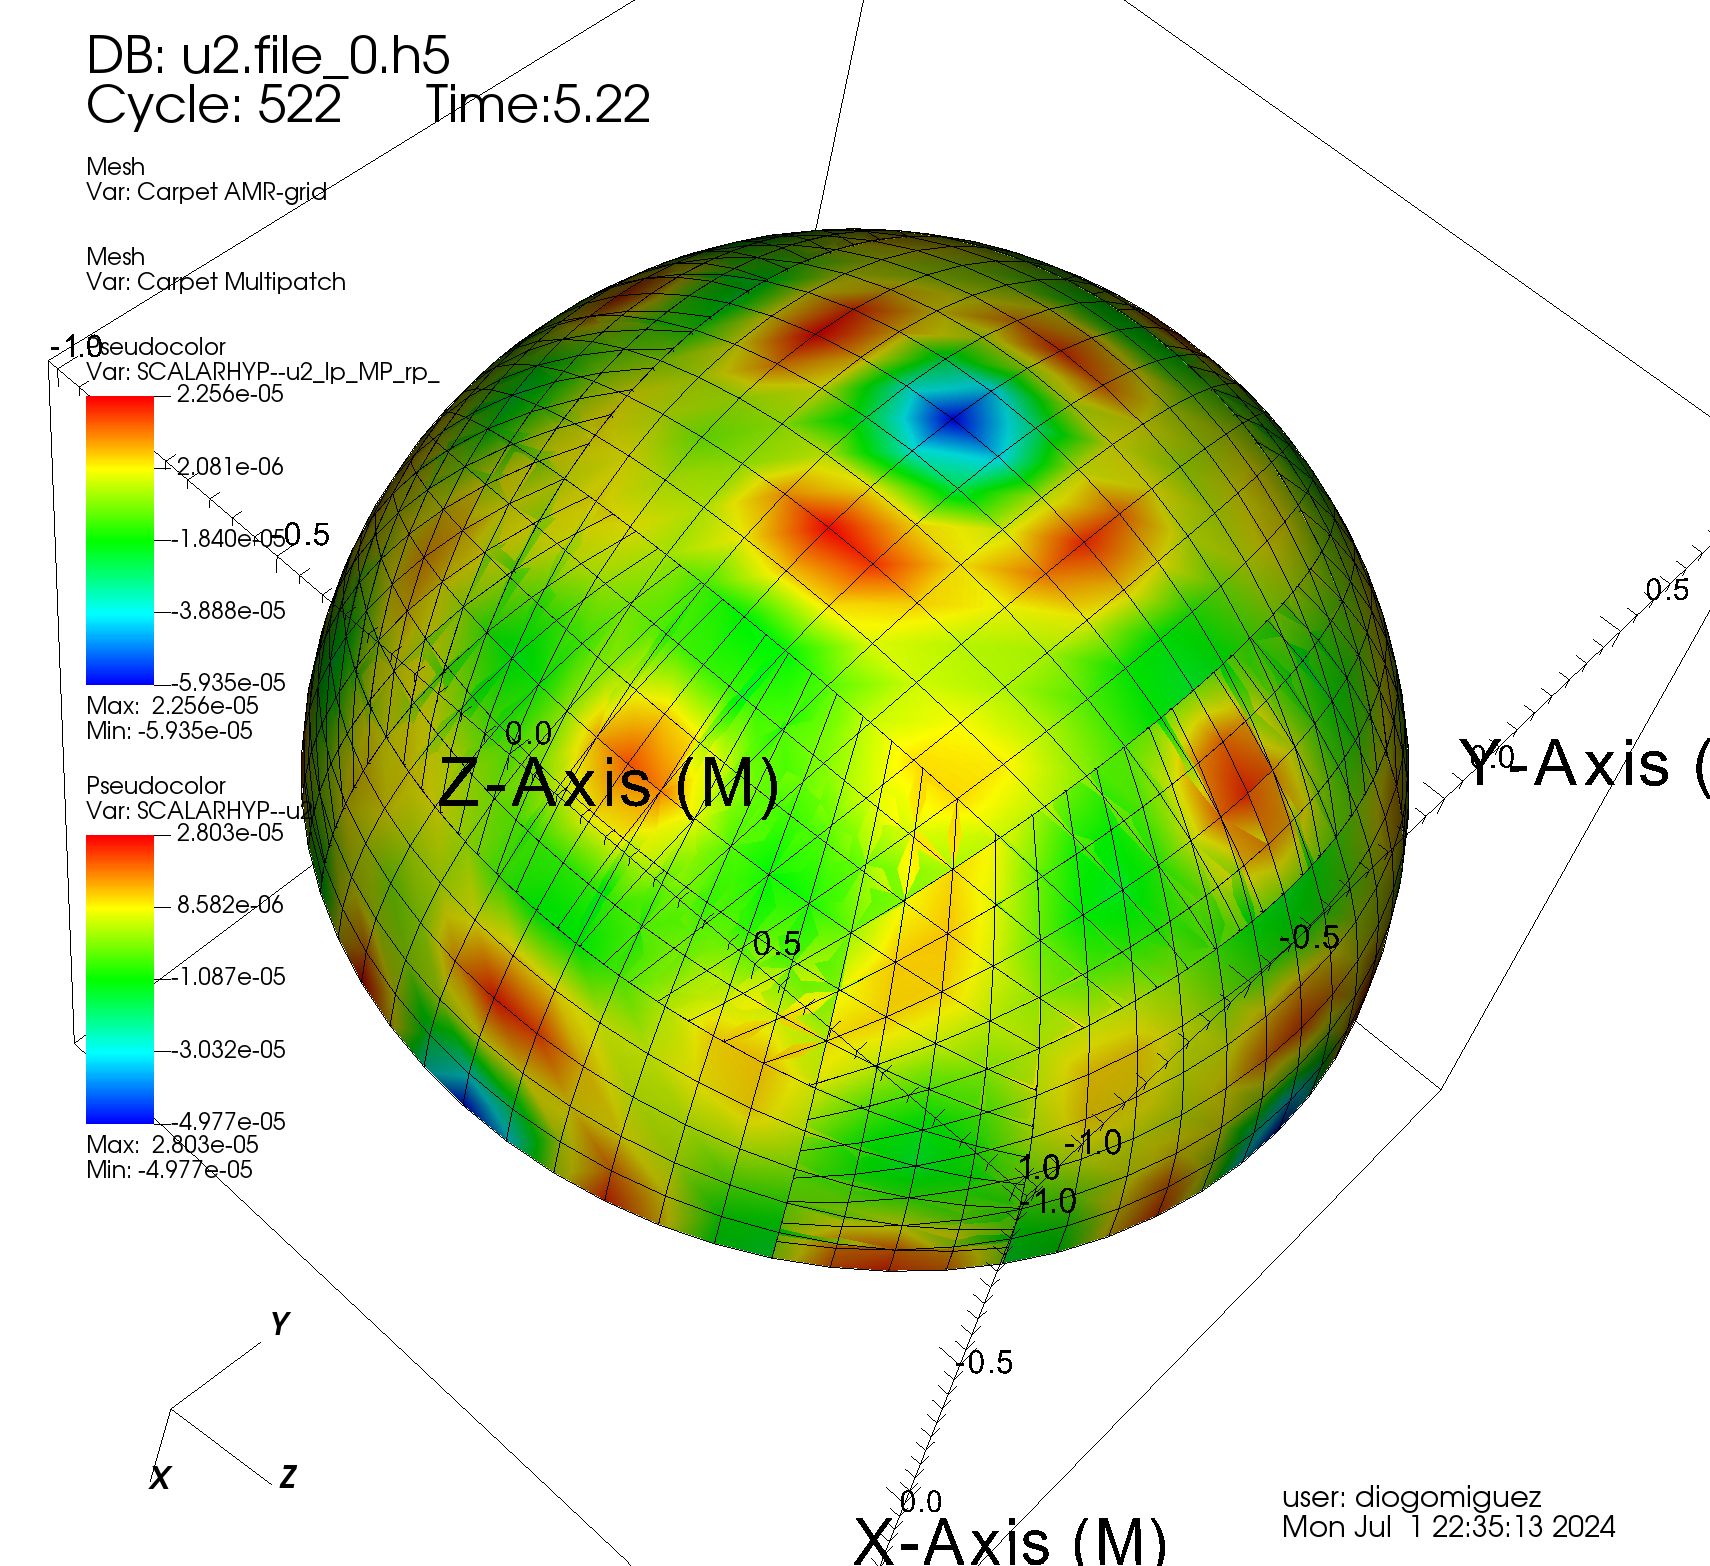 DB: u2.file_0.h5
Cycle: 522 Time:5.22
Mesh
Var: Carpet AMR-grid
Mesh
Var: Carpet Multipatch
-1.0
Pseudocolor
Var: SCALARHYP--u2_lp_MP_rp_
2.256e-05
2.081e-06
-1.840e-05
-3.888e-05
-5.935e-05
Max: 2.256e-05
Min: -5.935e-05
Pseudocolor
Var: SCALARHYP--u2
2.803e-05
8.582e-06
-1.087e-05
-3.032e-05
-4.977e-05
Max: 2.803e-05
Min: -4.977e-05
-0.5
0.0
Z-Axis (M)
0.5
1.0
0.5
0.0
Y-Axis (
-0.5
-1.0
-1.0
-0.5
0.0
X-Axis (M)
Y
X
Z
user: diogomiguez
Mon Jul 1 22:35:13 2024